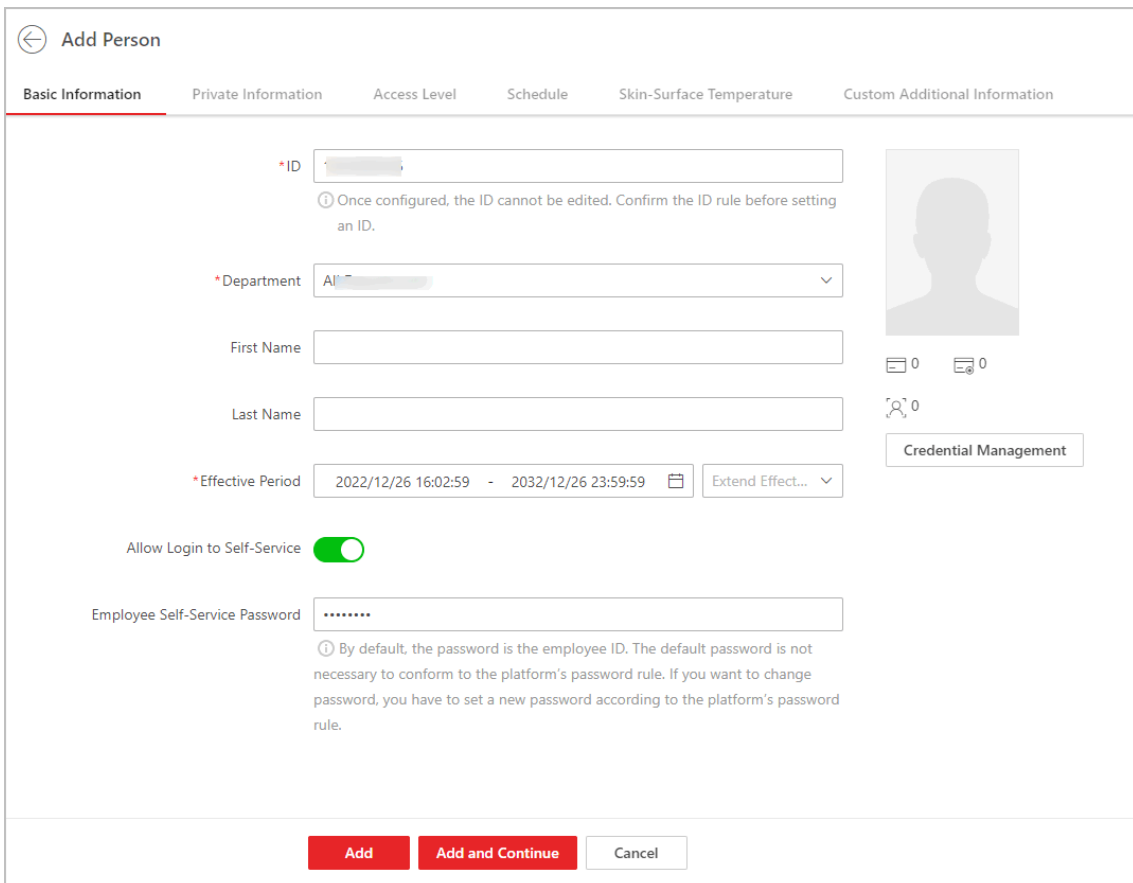 Add Person
Basic Information Private Information Access Level Schedule Skin-Surface Temperature Custom Additional Information
*ID
Once configured, the ID cannot be edited. Confirm the ID rule before setting
an ID.
*Department
First Name
0 0
Last Name
0
Credential Management
*Effective Period 2022/12/26 16:02:59 - 2032/12/26 23:59:59 Extend Effect...
Allow Login to Self-Service
Employee Self-Service Password ••••••••
By default, the password is the employee ID. The default password is not
necessary to conform to the platform's password rule. If you want to change
password, you have to set a new password according to the platform's password
rule.
Add Add and Continue Cancel